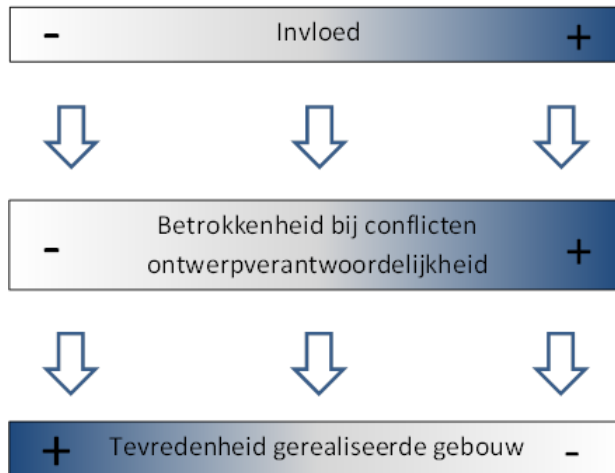 - Invloed +
Betrokkenheid bij conflicten
- ontwerpverantwoordelijkheid +
+ Tevredenheid gerealiseerde gebouw -